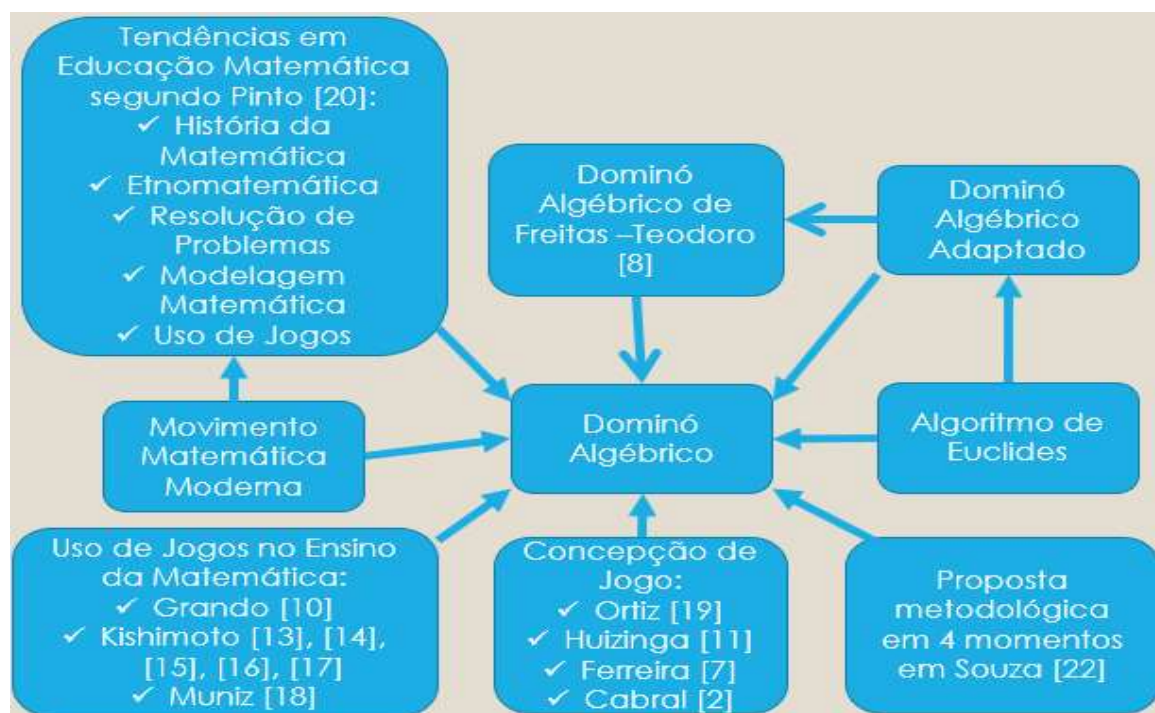 Tendências em
Educação Matemática
segundo Pinto [20]:
✓ História da
Matemática
✓ Etnomatemática
✓ Resolução de
Problemas
✓ Modelagem
Matemática
✓ Uso de Jogos
Dominó
Algébrico de
Freitas –Teodoro
[8]
Dominó
Algébrico
Adaptado
Movimento
Matemática
Moderna
Dominó
Algébrico
Algoritmo de
Euclides
Uso de Jogos no Ensino
da Matemática:
✓ Grando [10]
✓ Kishimoto [13], [14],
[15], [16], [17]
✓ Muniz [18]
Concepção de
Jogo:
✓ Ortiz [19]
✓ Huizinga [11]
✓ Ferreira [7]
✓ Cabral [2]
Proposta
metodológica
em 4 momentos
em Souza [22]